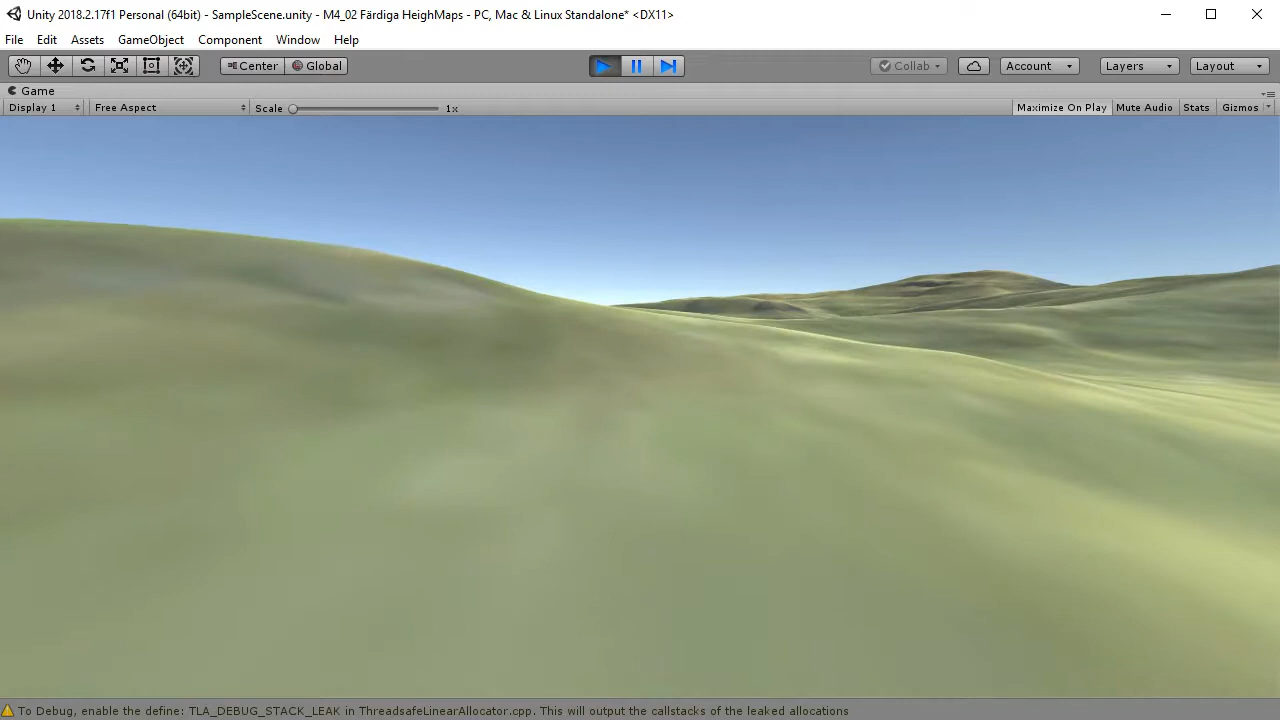 Unity 2018.2.17f1 Personal (64bit) - SampleScene.unity - M4_02 Färdiga HeighMaps - PC, Mac & Linux Standalone* <DX11>
File Edit Assets GameObject Component Window Help
Center Global Collab Account Layers Layout
Game
Display 1 Free Aspect Scale 1x Maximize On Play Mute Audio Stats Gizmos
To Debug, enable the define: TLA_DEBUG_STACK_LEAK in ThreadsafeLinearAllocator.cpp. This will output the callstacks of the leaked allocations